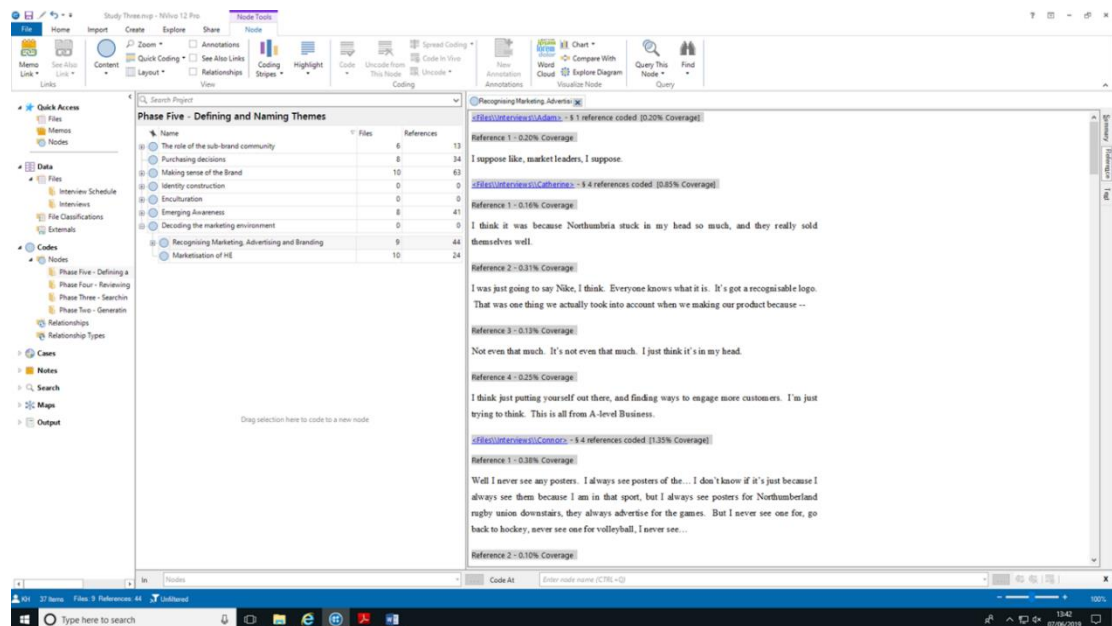 Study Three.nvp - NVivo 12 Pro
Node Tools
File Home Import Create Explore Share Node
Memo Link
See Also Link
Links
Content
Zoom
Quick Coding
Layout
Annotations
See Also Links
Relationships
View
Coding Stripes
Highlight
Code
Uncode from This Node
Spread Coding
Code In Vivo
Uncode
Coding
New Annotation
Annotations
Word Cloud
Chart
Compare With
Explore Diagram
Visualize Node
Query This Node
Find
Query
Quick Access
Files
Memos
Nodes
Data
Files
Interview Schedule
Interviews
File Classifications
Externals
Codes
Nodes
Phase Five - Defining a
Phase Four - Reviewing
Phase Three - Searchin
Phase Two - Generatin
Relationships
Relationship Types
Cases
Notes
Search
Maps
Output
Search Project
Phase Five - Defining and Naming Themes
Name Files References
The role of the sub-brand community 6 13
Purchasing decisions 8 34
Making sense of the Brand 10 63
Identity construction 0 0
Enculturation 0 0
Emerging Awareness 8 41
Decoding the marketing environment 0 0
Recognising Marketing, Advertising and Branding 9 44
Marketisation of HE 10 24
Drag selection here to code to a new node
Recognising Marketing, Advertisi
<Files\\Interviews\\Adam> - § 1 reference coded [0.20% Coverage]
Reference 1 - 0.20% Coverage
I suppose like, market leaders, I suppose.
<Files\\Interviews\\Catherine> - § 4 references coded [0.85% Coverage]
Reference 1 - 0.16% Coverage
I think it was because Northumbria stuck in my head so much, and they really sold
themselves well.
Reference 2 - 0.31% Coverage
I was just going to say Nike, I think. Everyone knows what it is. It's got a recognisable logo.
That was one thing we actually took into account when we making our product because --
Reference 3 - 0.13% Coverage
Not even that much. It's not even that much. I just think it's in my head.
Reference 4 - 0.25% Coverage
I think just putting yourself out there, and finding ways to engage more customers. I'm just
trying to think. This is all from A-level Business.
<Files\\Interviews\\Connor> - § 4 references coded [1.35% Coverage]
Reference 1 - 0.38% Coverage
Well I never see any posters. I always see posters of the… I don't know if it's just because I
always see them because I am in that sport, but I always see posters for Northumberland
rugby union downstairs, they always advertise for the games. But I never see one for, go
back to hockey, never see one for volleyball, I never see…
Reference 2 - 0.10% Coverage
Summary
Reference
Text
In Nodes
Code At Enter node name (CTRL+Q)
KH 37 Items Files: 9 References: 44 Unfiltered
100%
Type here to search
13:42
07/06/2019